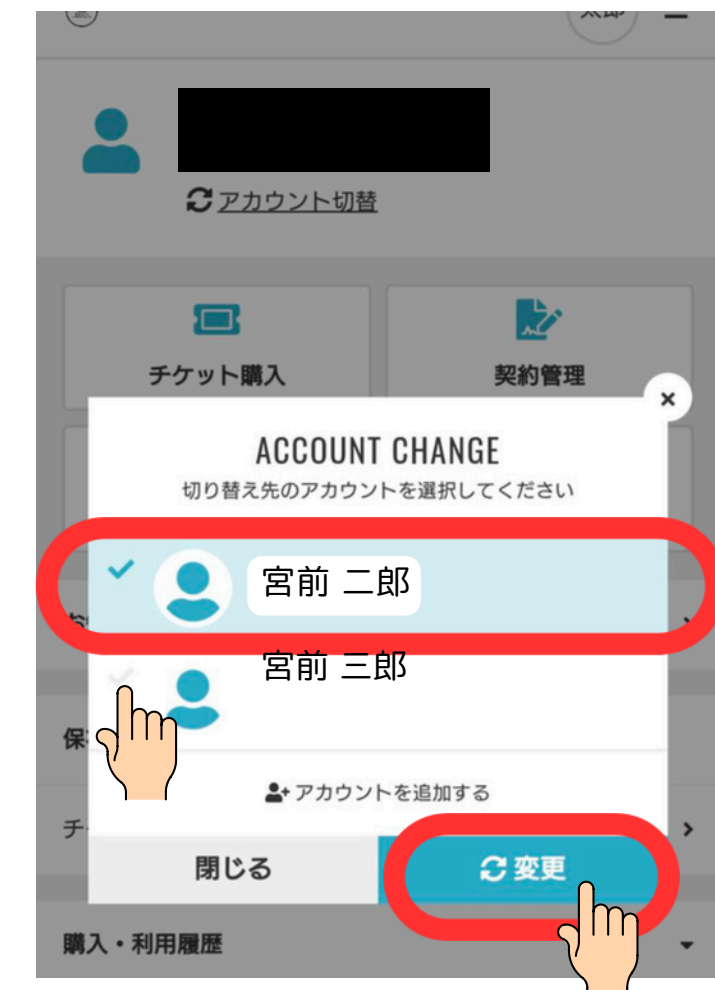 太郎
アカウント切替
チケット購入
契約管理
ACCOUNT CHANGE
切り替え先のアカウントを選択してください
宮前 二郎
宮前 三郎
アカウントを追加する
閉じる
変更
購入・利用履歴